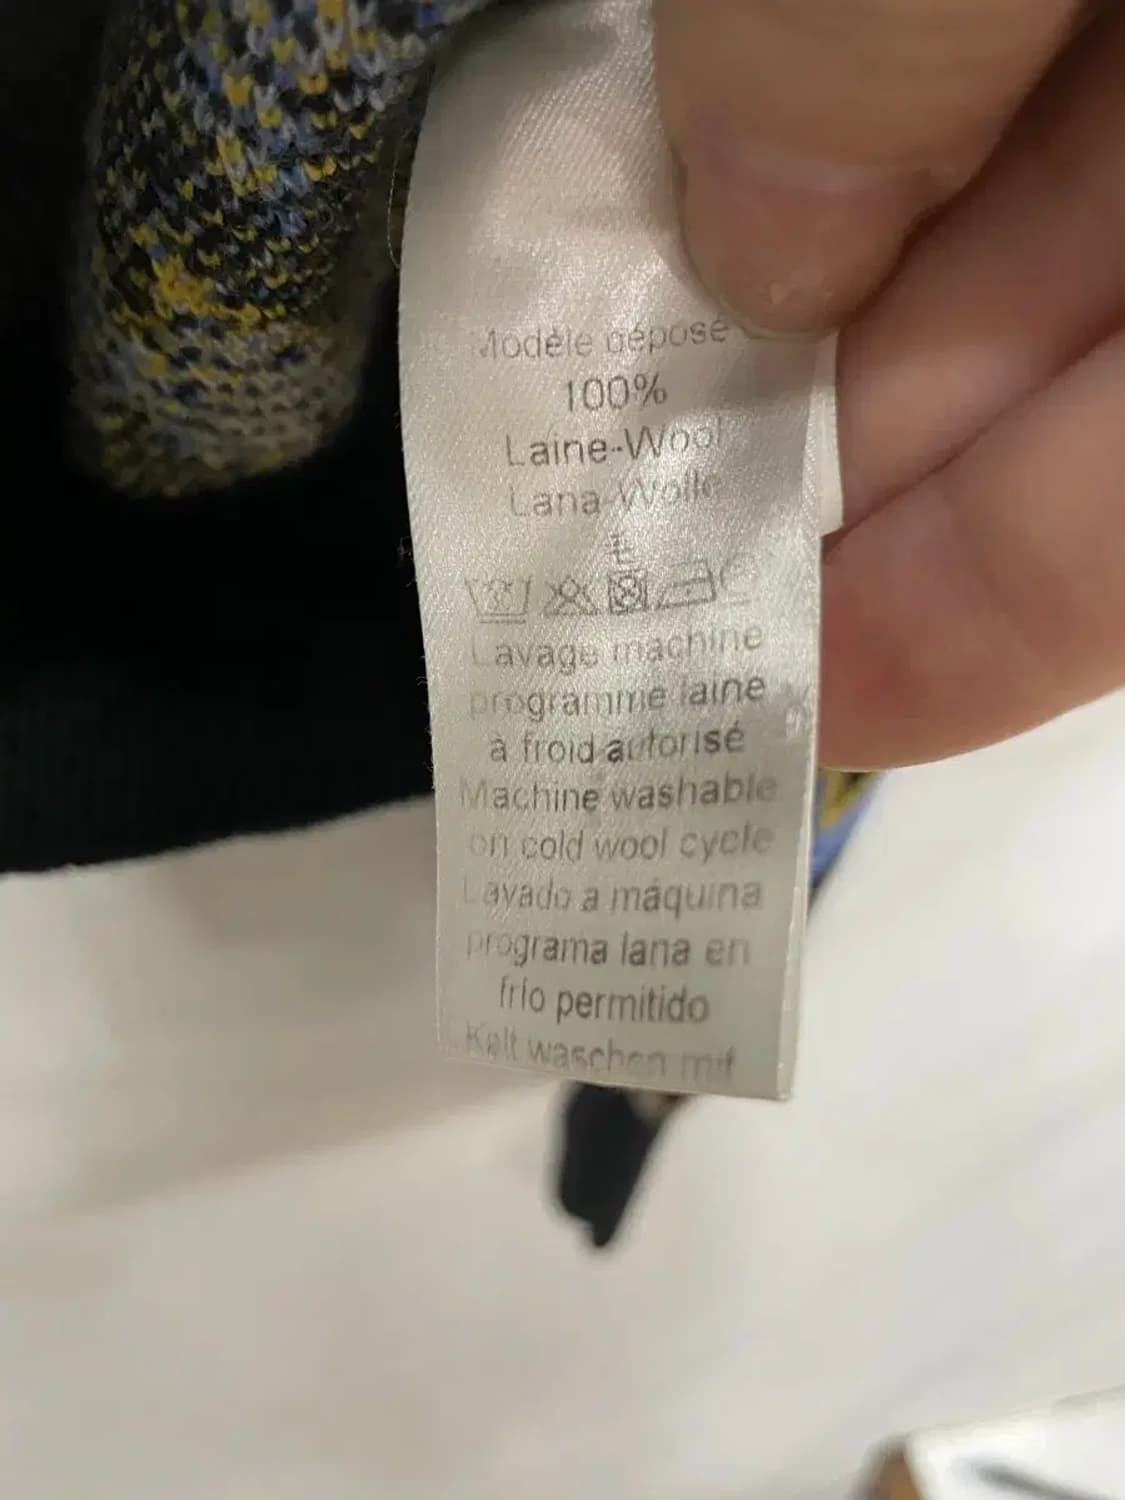 Modèle déposé
100%
Laine-Wool
Lana-Wolle
Lavage machine
programme laine
à froid autorisé
Machine washable
on cold wool cycle
Lavado a máquina
programa lana en
frío permitido
Kalt waschen mit